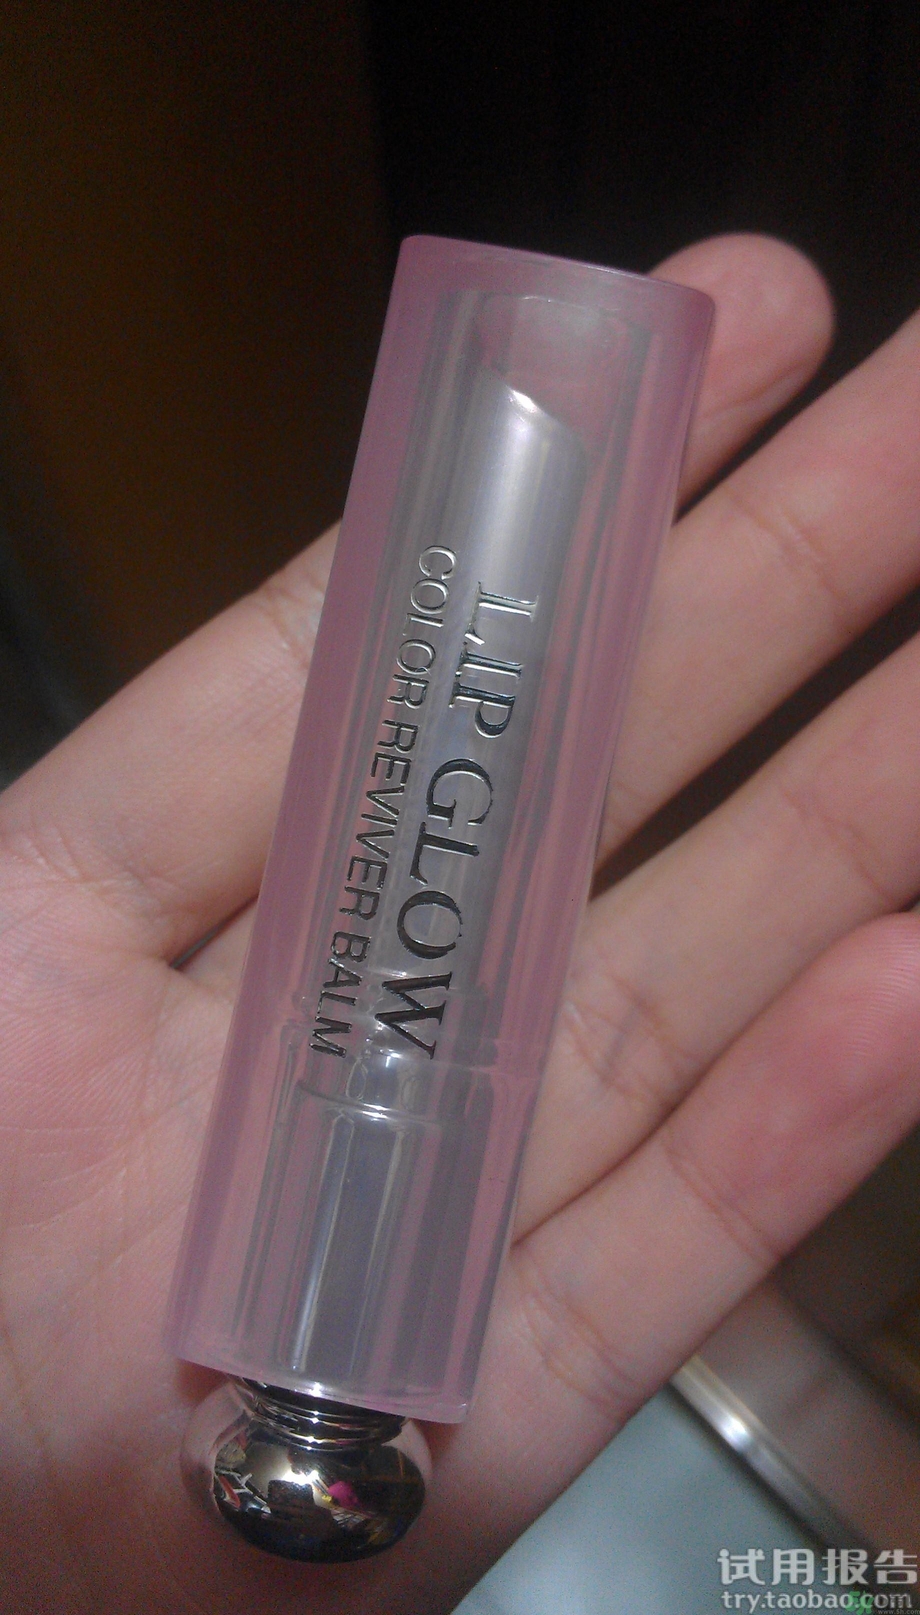 LIP GLOW
COLOR REVIVER BALM
试用报告
try.taobao.com